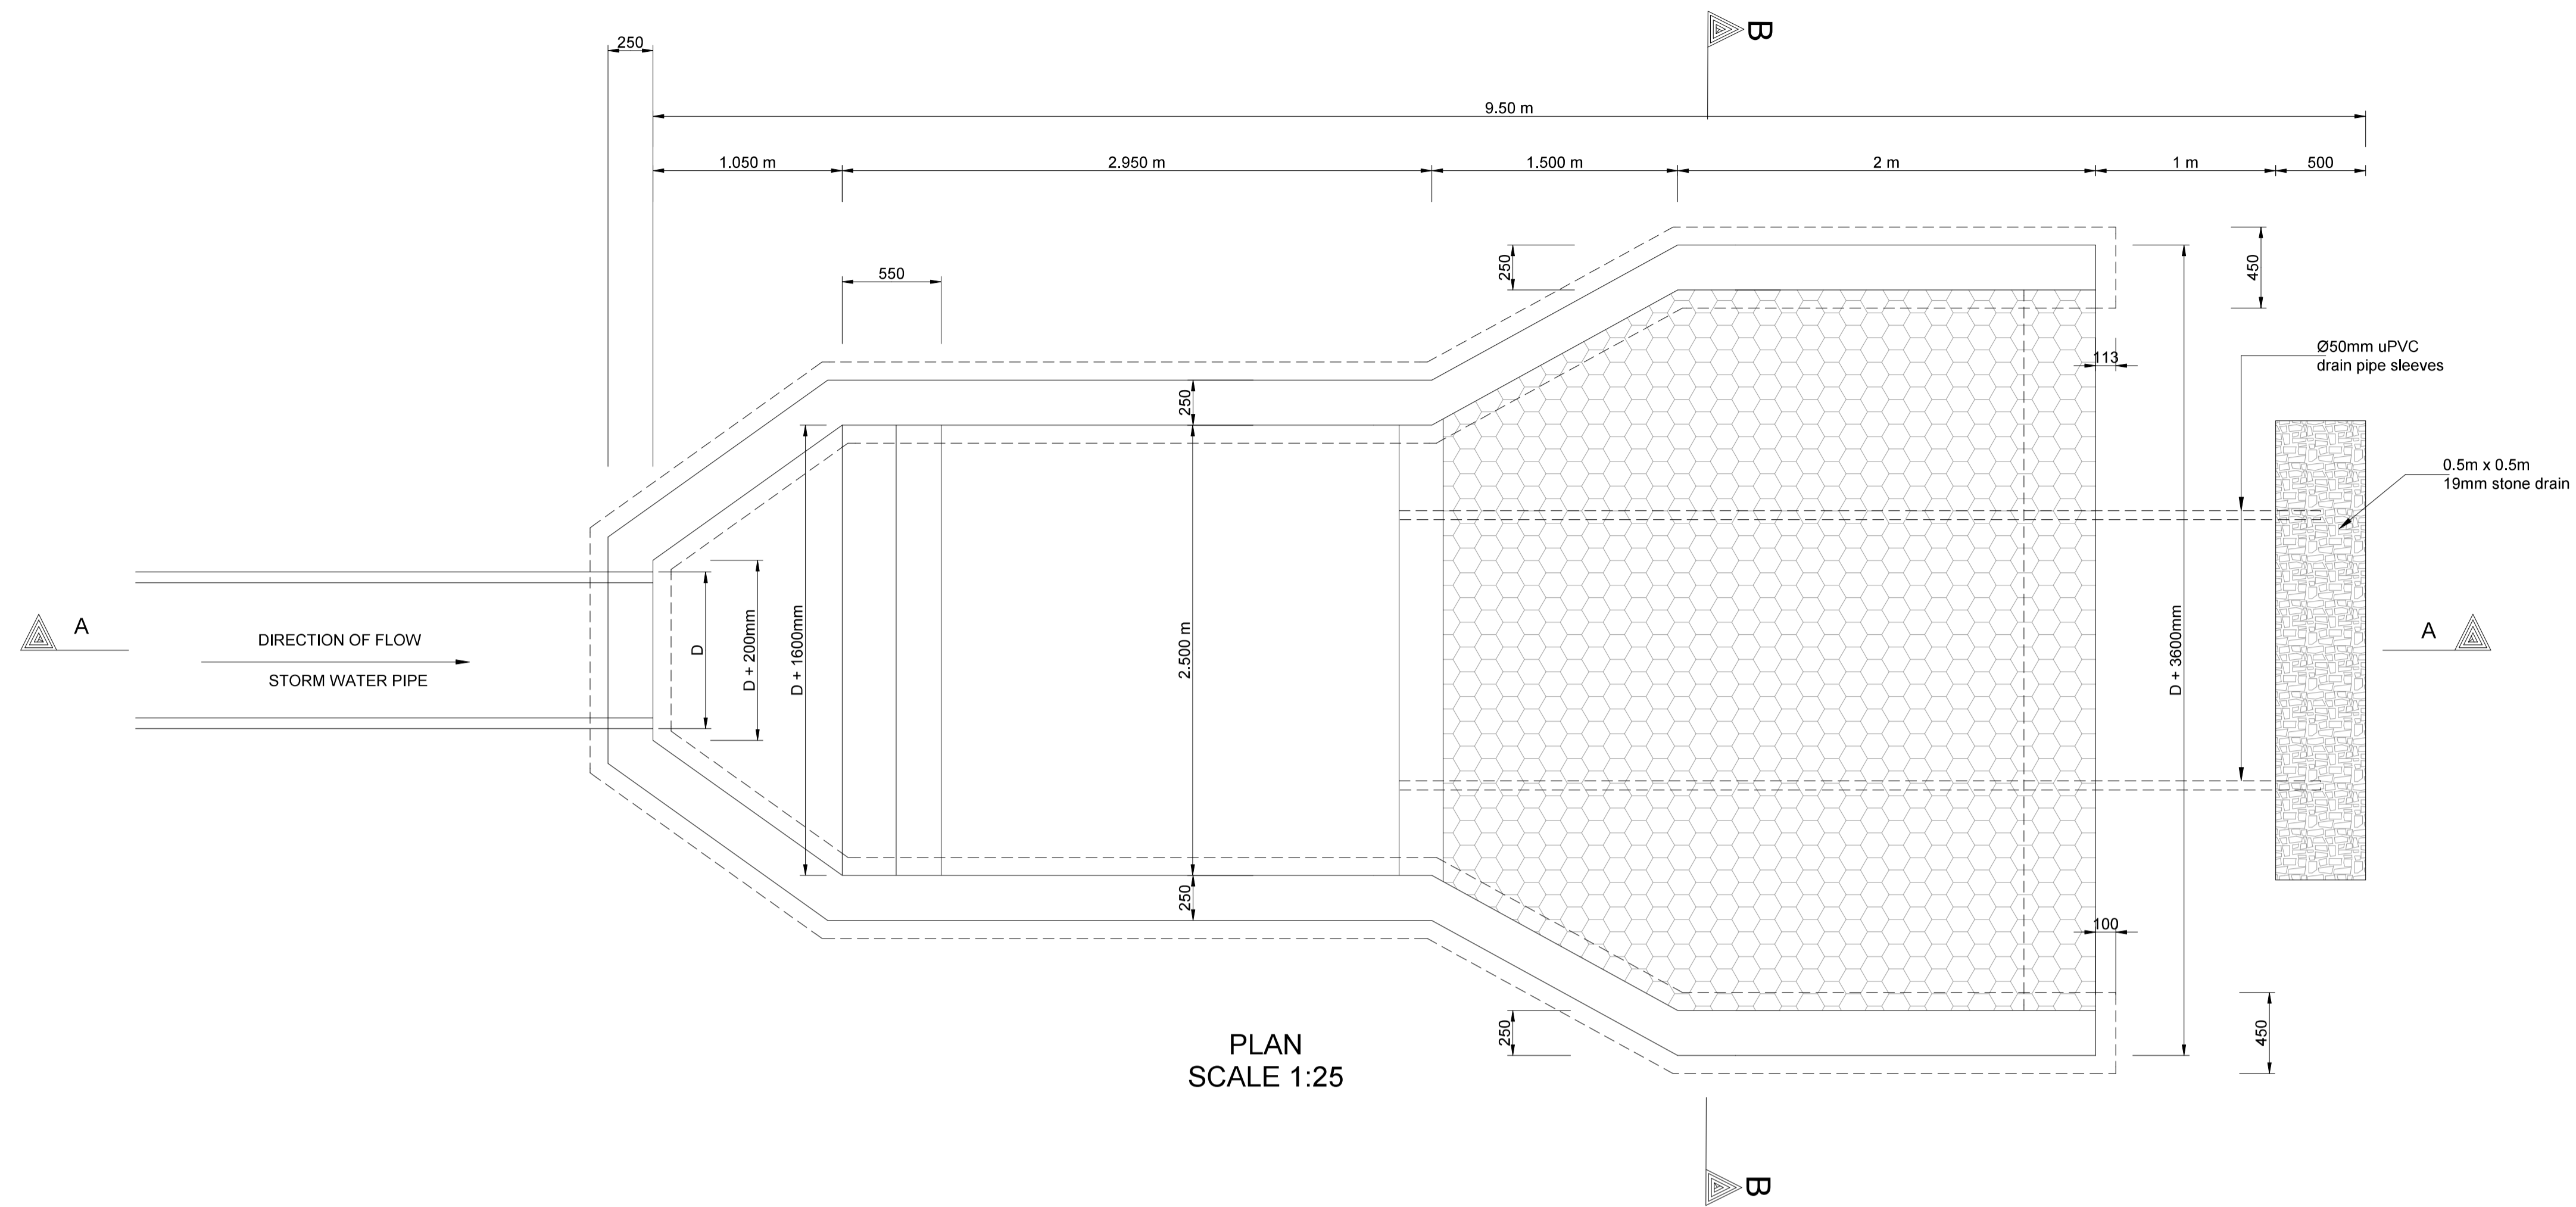 B
250
9.50 m
1.050 m
2.950 m
1.500 m
2 m
1 m
500
250
450
550
Ø50mm uPVC
drain pipe sleeves
113
250
0.5m x 0.5m
19mm stone drain
A
DIRECTION OF FLOW
STORM WATER PIPE
D
D + 200mm
D + 1600mm
2.500 m
D + 3600mm
A
250
100
250
450
PLAN
SCALE 1:25
B